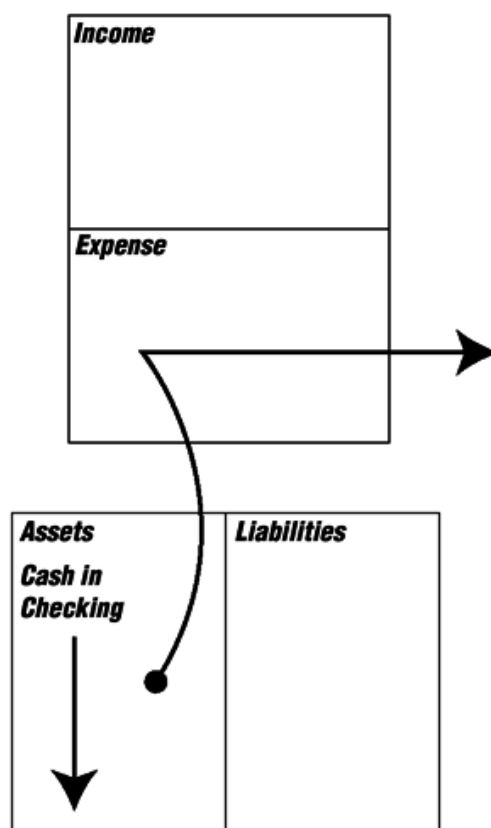 Income
Expense
Assets
Liabilities
Cash in
Checking